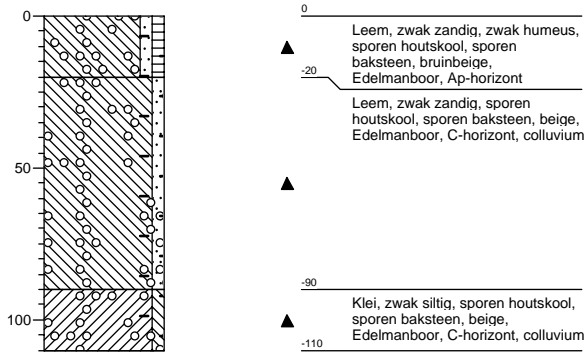 0
50
100
0
Leem, zwak zandig, zwak humeus,
sporen houtskool, sporen
baksteen, bruinbeige,
Edelmanboor, Ap-horizont
-20
Leem, zwak zandig, sporen
houtskool, sporen baksteen, beige,
Edelmanboor, C-horizont, colluvium
-90
Klei, zwak siltig, sporen houtskool,
sporen baksteen, beige,
Edelmanboor, C-horizont, colluvium
-110